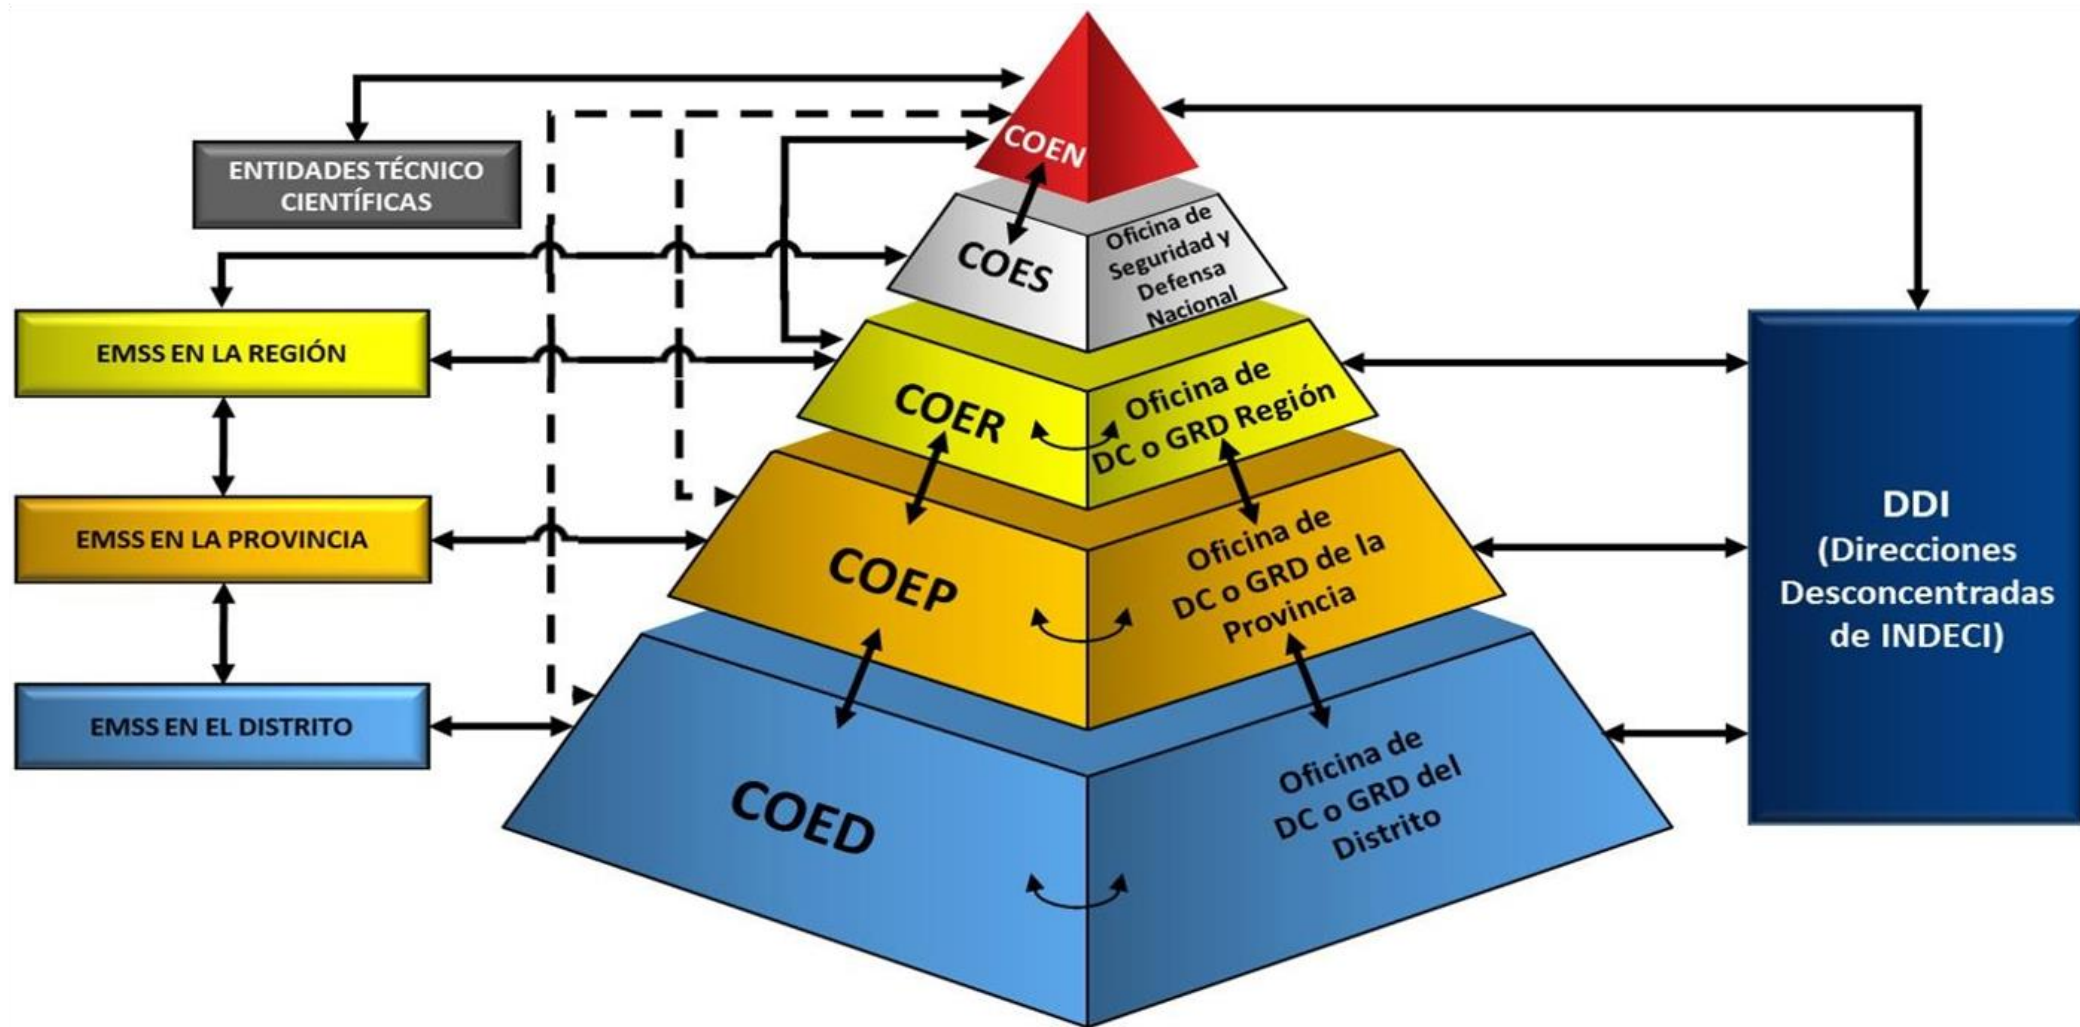 COEN
ENTIDADES TÉCNICO
CIENTÍFICAS
COES
Oficina de
Seguridad y
Defensa
Nacional
EMSS EN LA REGIÓN
COER
Oficina de
DC o GRD Región
EMSS EN LA PROVINCIA
COEP
Oficina de
DC o GRD de la
Provincia
EMSS EN EL DISTRITO
COED
Oficina de
DC o GRD del
Distrito
DDI
(Direcciones
Desconcentradas
de INDECI)